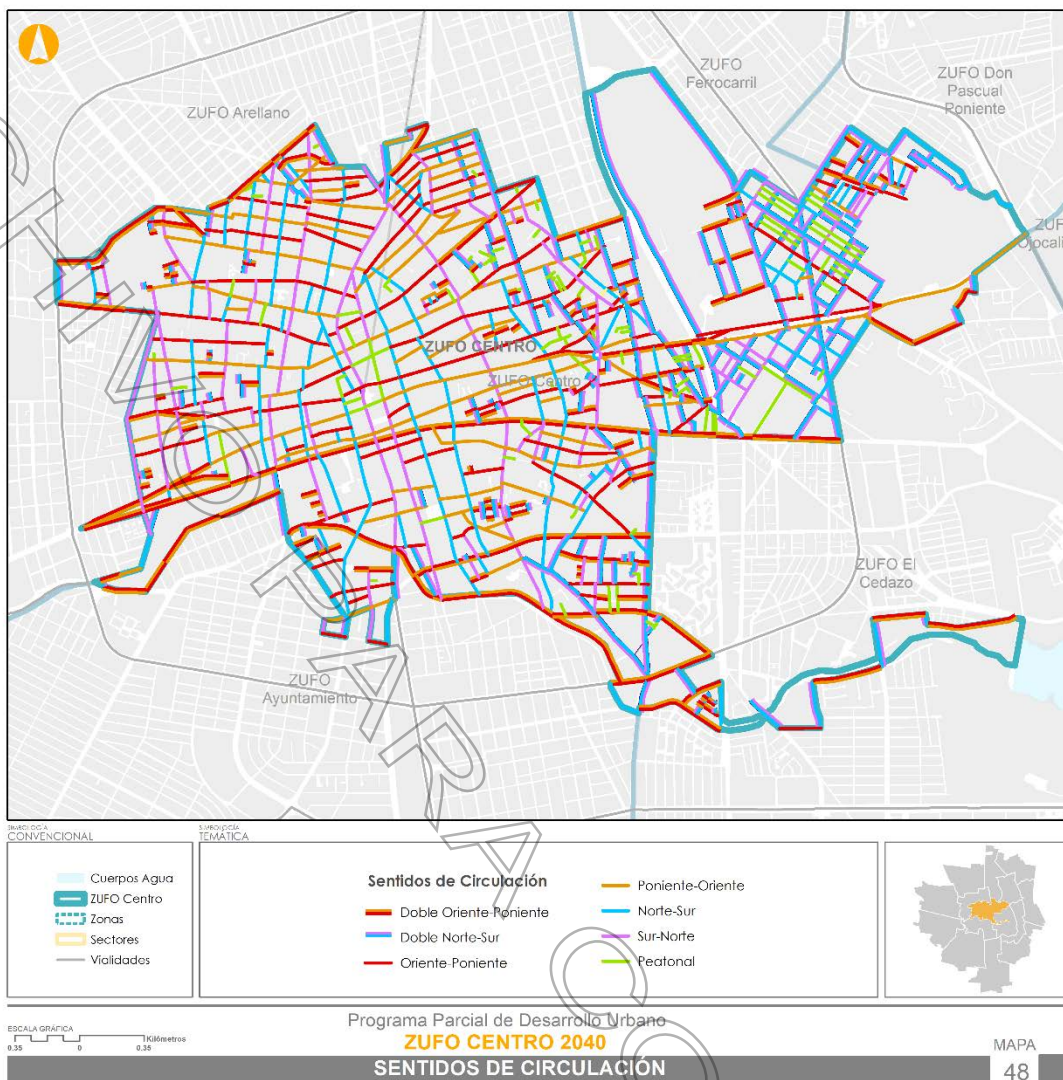 ZUFO
Ferrocarril
ZUFO Don
Pascual
Poniente
ZUFO Arellano
ZUFO CENTRO
ZUFO Centro
ZUFO El
Cedazo
ZUFO
Ayuntamiento
SIMBOLOGÍA
CONVENCIONAL
Cuerpos Agua
ZUFO Centro
Zonas
Sectores
Vialidades
SIMBOLOGÍA
TEMÁTICA
Sentidos de Circulación
Doble Oriente-Poniente
Doble Norte-Sur
Oriente-Poniente
Poniente-Oriente
Norte-Sur
Sur-Norte
Peatonal
ESCALA GRÁFICA
0.35 0 0.35
Kilómetros
Programa Parcial de Desarrollo Urbano
ZUFO CENTRO 2040
SENTIDOS DE CIRCULACIÓN
MAPA
48